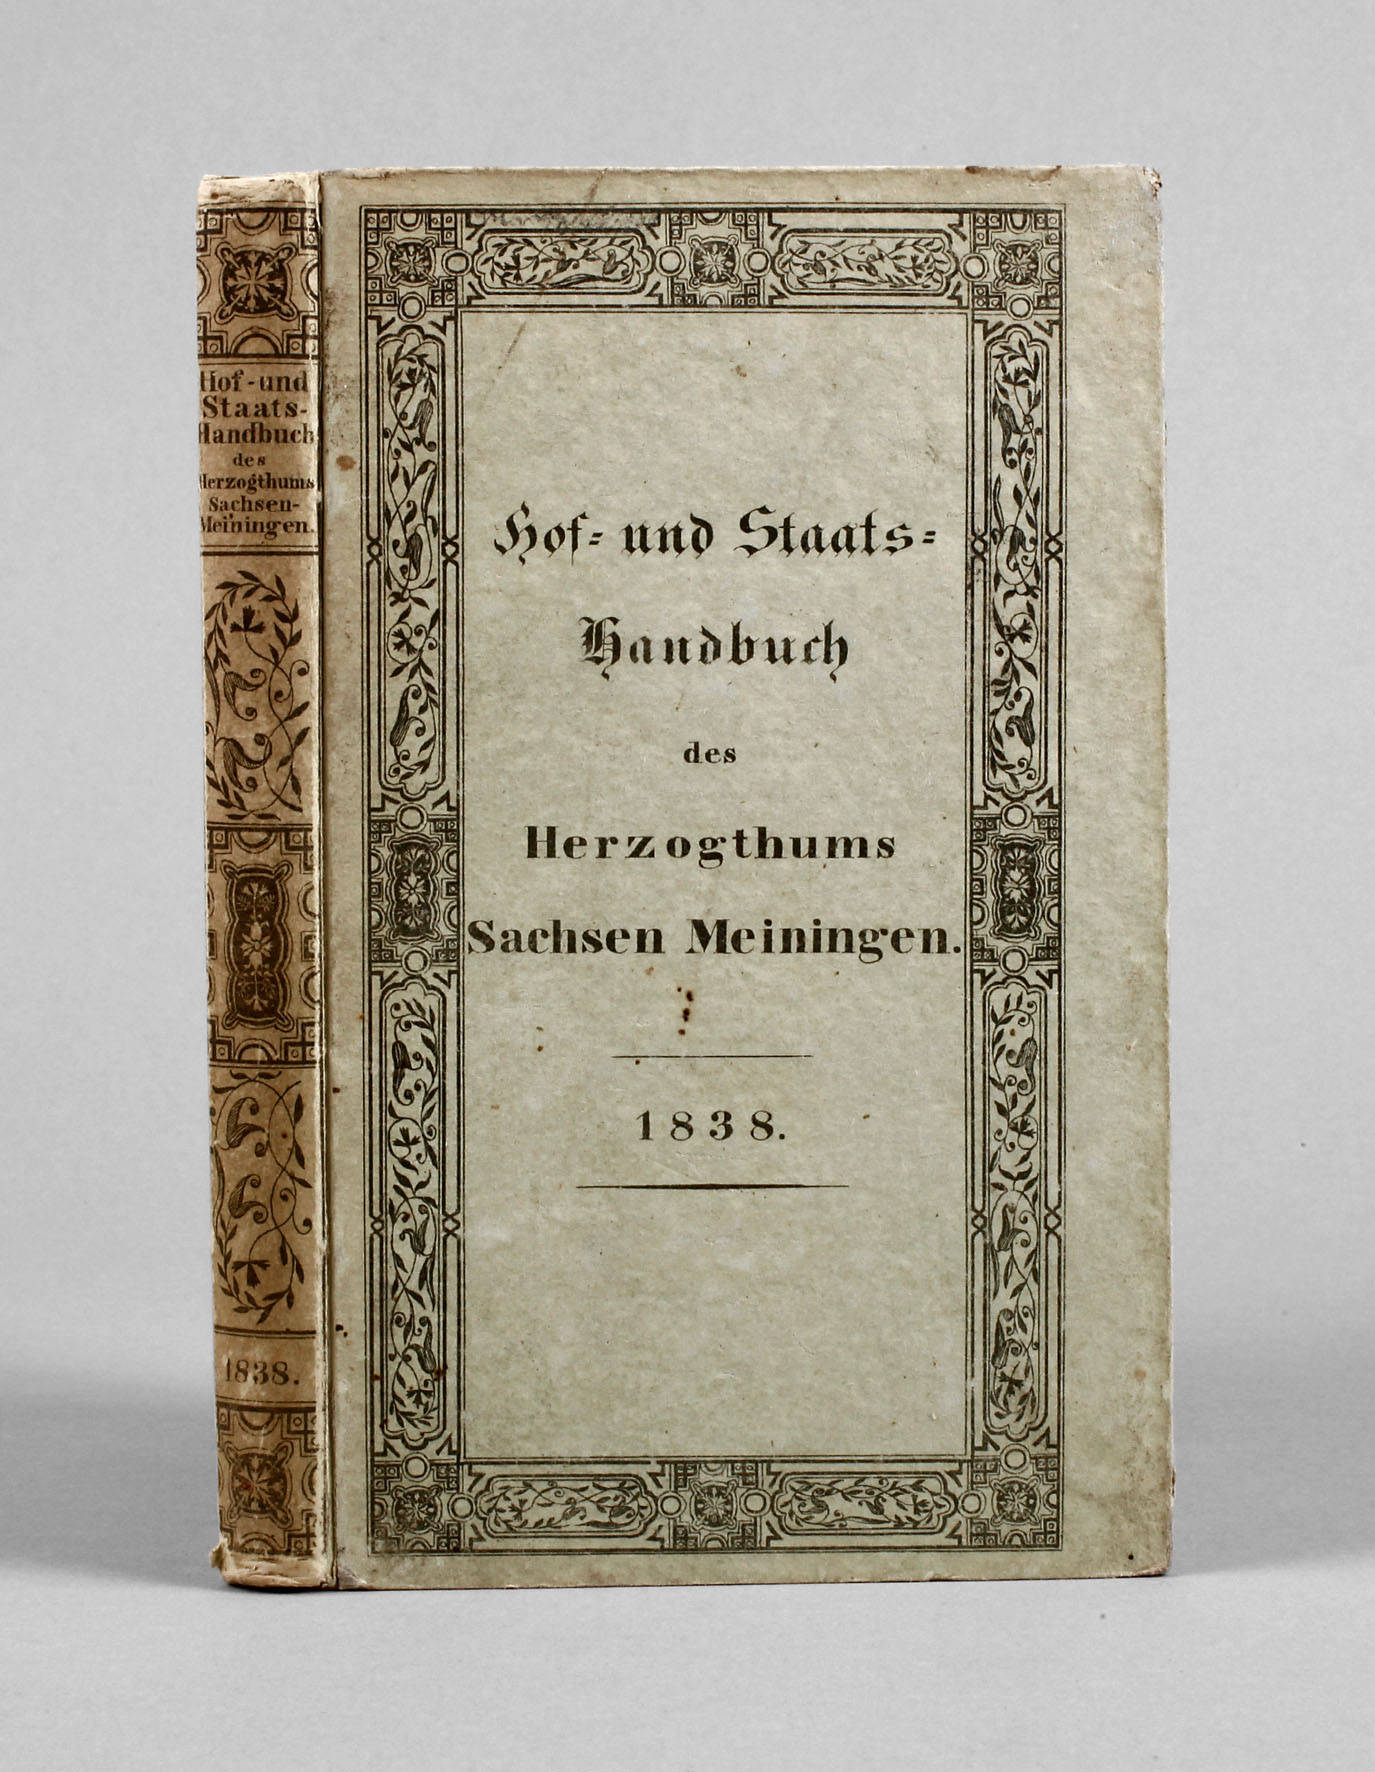 Hof-und
Staats-
Handbuch
des
Herzogthums
Sachsen-
Meiningen.
1838.
Hof- und Staats-
Handbuch
des
Herzogthums
Sachsen Meiningen.
1838.